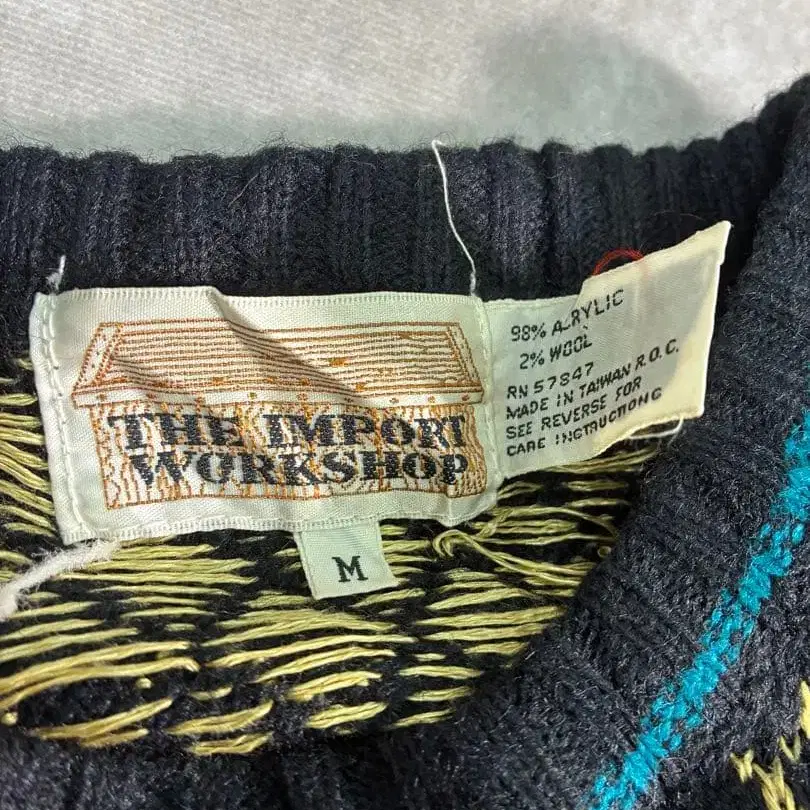 THE IMPORT
WORKSHOP
M
98% ACRYLIC
2% WOOL
RN 57847
MADE IN TAIWAN R.O.C.
SEE REVERSE FOR
CARE INSTRUCTIONS